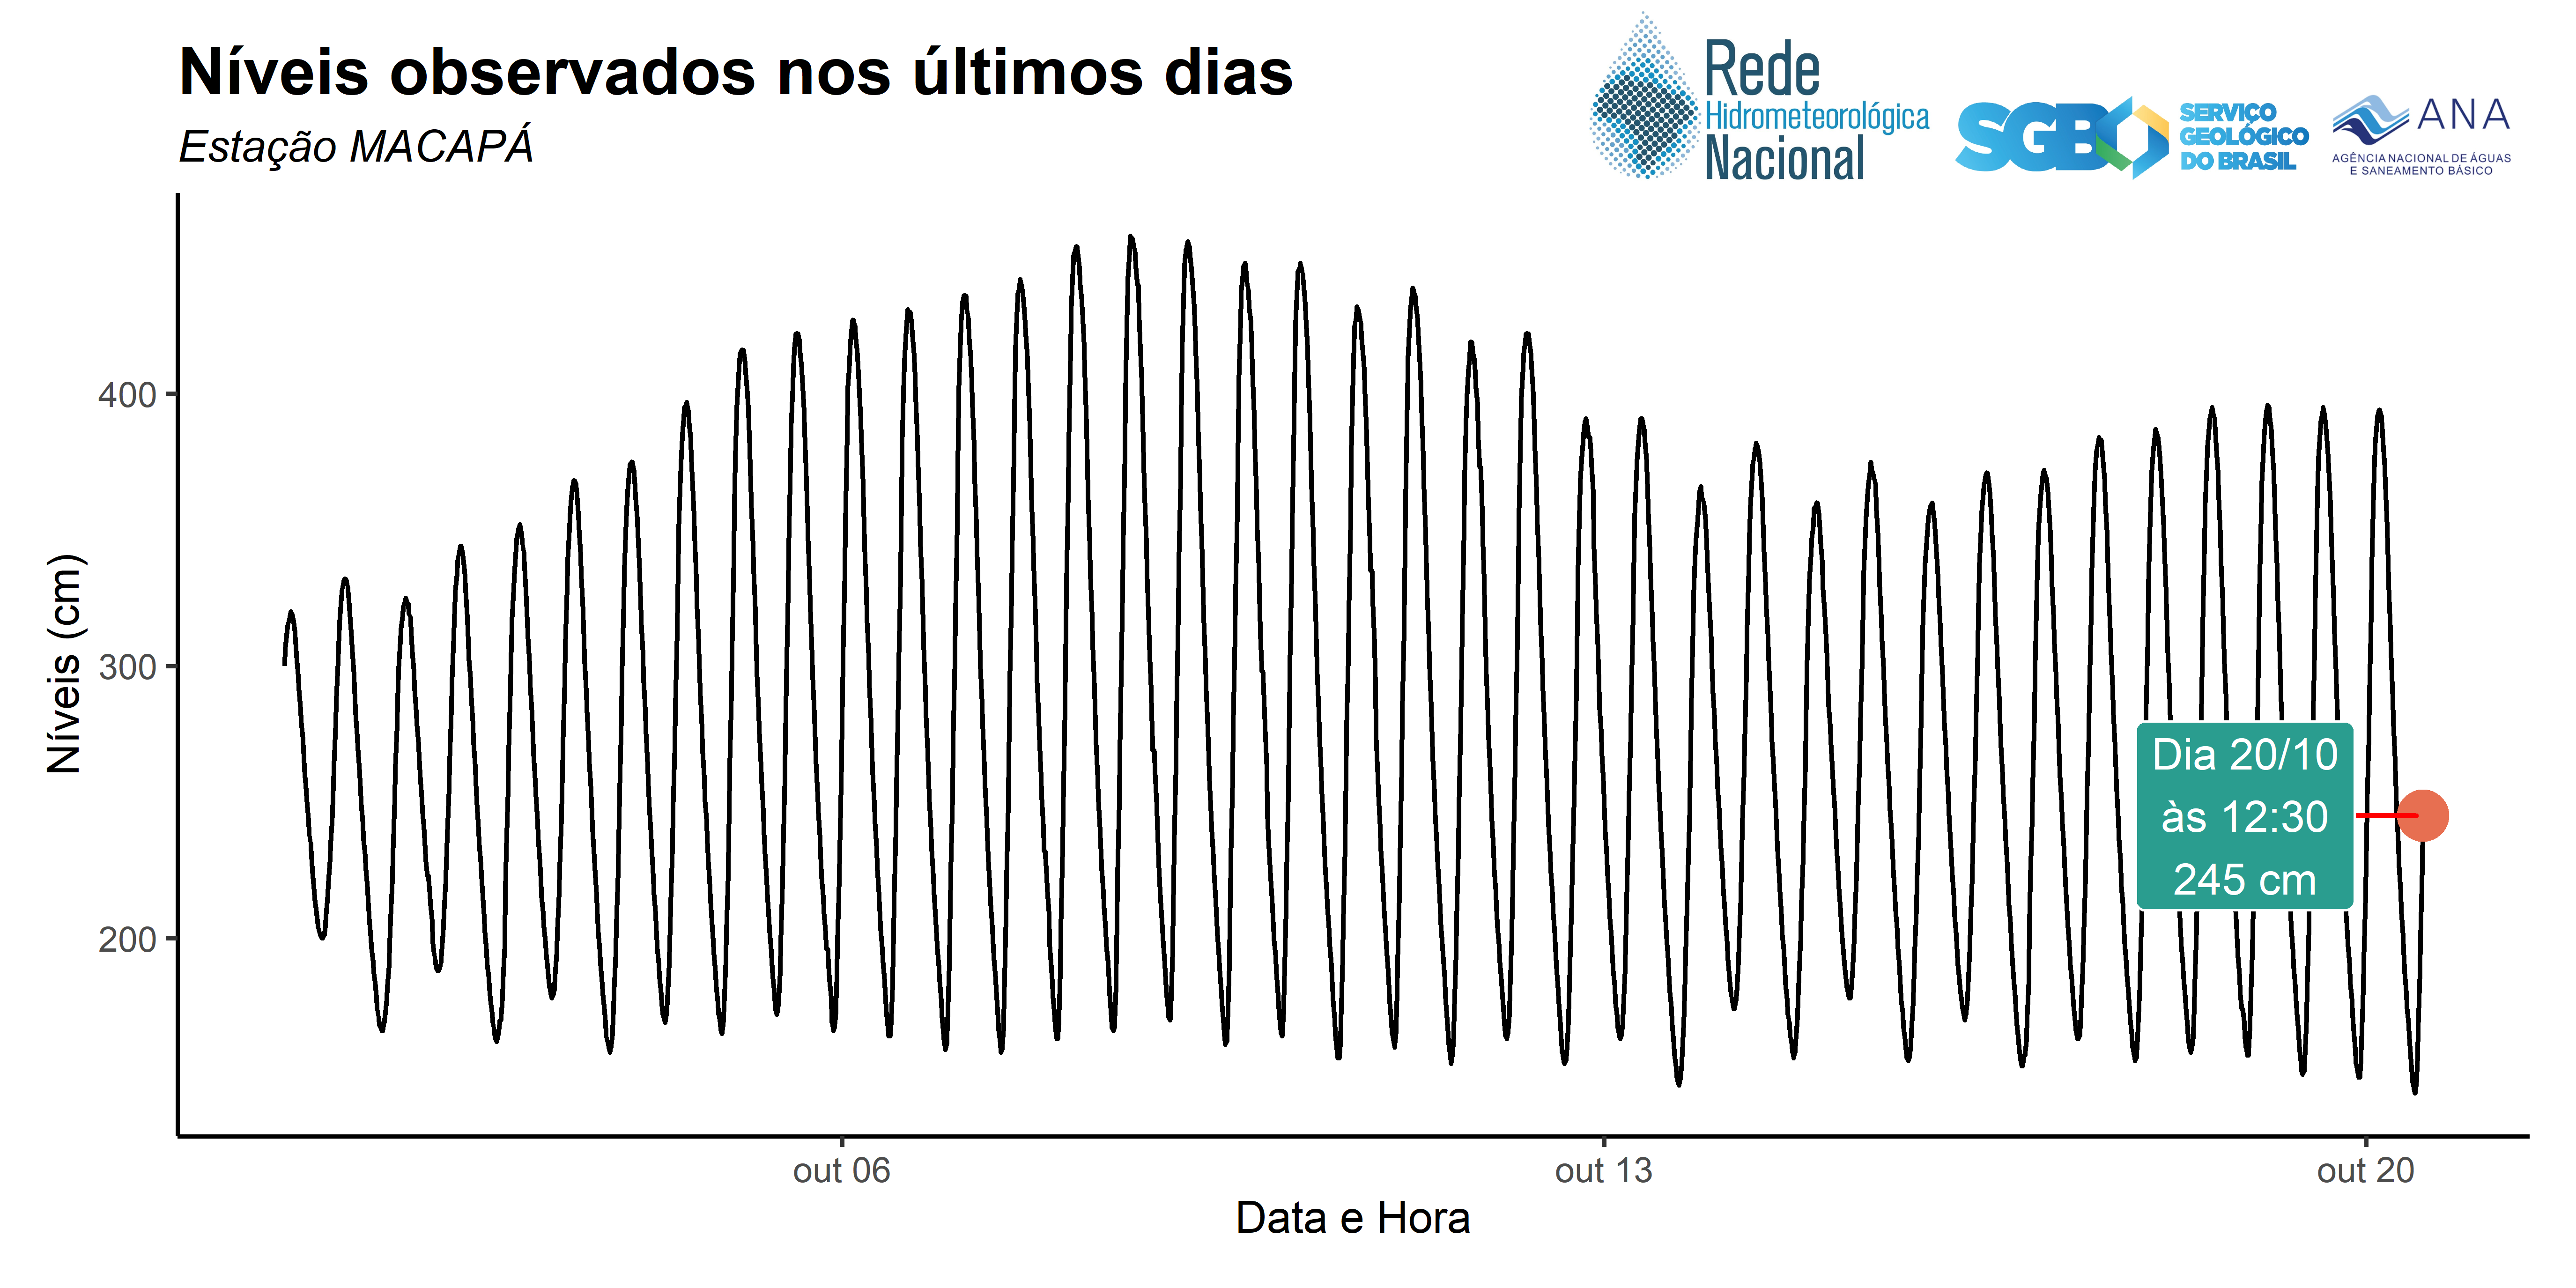 Níveis observados nos últimos dias
Estação MACAPÁ
Rede
Hidrometeorológica
Nacional
SGB
SERVIÇO
GEOLÓGICO
DO BRASIL
ANA
AGÊNCIA NACIONAL DE ÁGUAS
E SANEAMENTO BÁSICO
Níveis (cm)
400
300
200
Dia 20/10
às 12:30
245 cm
out 06
out 13
out 20
Data e Hora